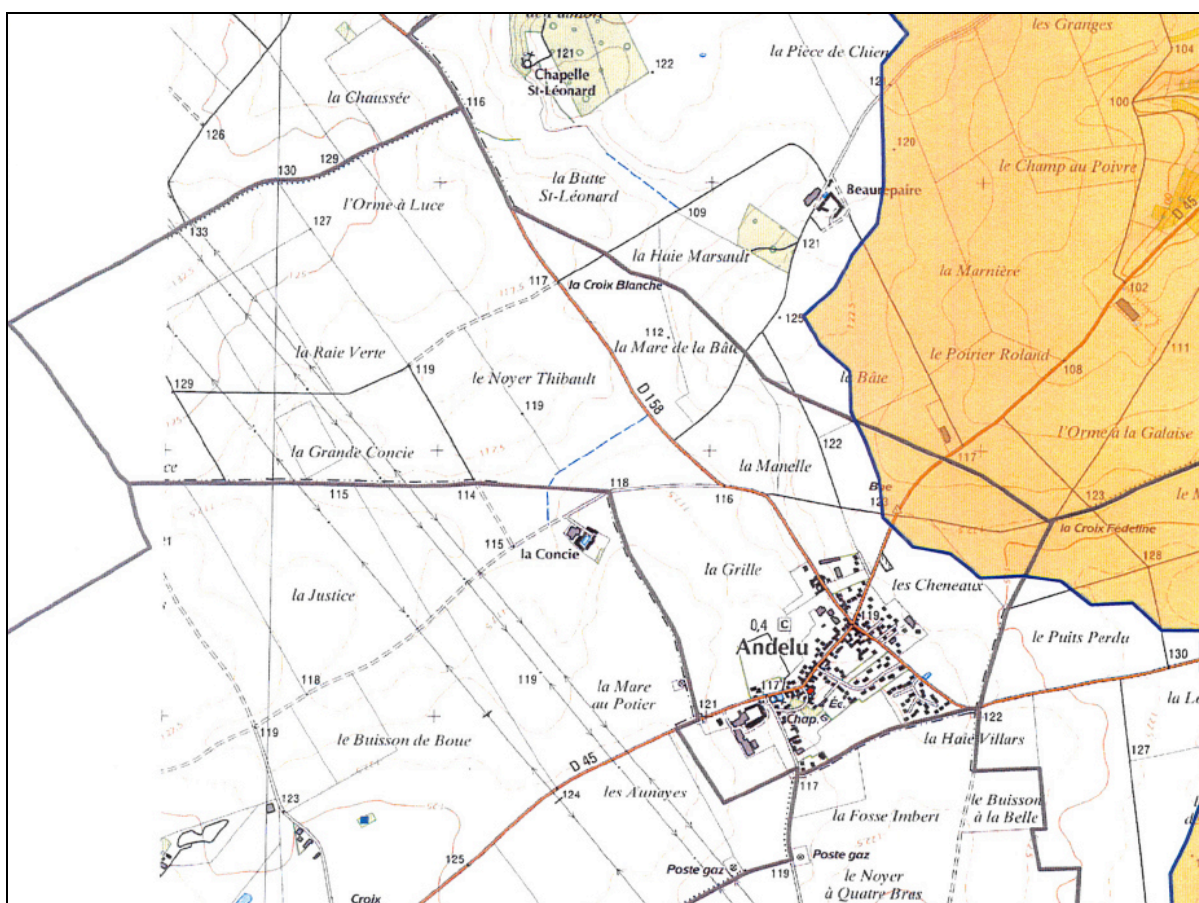 les Granges
104
la Pièce de Chien
121
122
Chapelle
St-Léonard
la Chaussée
116
126
100
120
129
130
le Champ au Poivre
la Butte
St-Léonard
Beaurepaire
l'Orme à Luce
109
127
D 45
133
121
la Haie Marsault
la Marnière
117
la Croix Blanche
102
125
112
la Mare de la Bâte
122.5
111
la Raie Verte
le Poirier Roland
119
108
129
le Noyer Thibault
la Bâte
D 158
119
l'Orme à la Galaise
122
la Grande Concie
117
la Manelle
115
114
118
116
123
123
la Croix Fédeline
115
la Concie
128
la Grille
les Cheneaux
la Justice
0,4
C
119
le Puits Perdu
Andelu
130
118
119
la Mare
au Potier
117
121
Éc.
Chap.
122
119
le Buisson de Boue
la Haie Villars
127
D 45
117
les Aunayes
124
123
le Buisson
à la Belle
la Fosse Imbert
125
Poste gaz
Poste gaz
119
le Noyer
à Quatre Bras
Croix